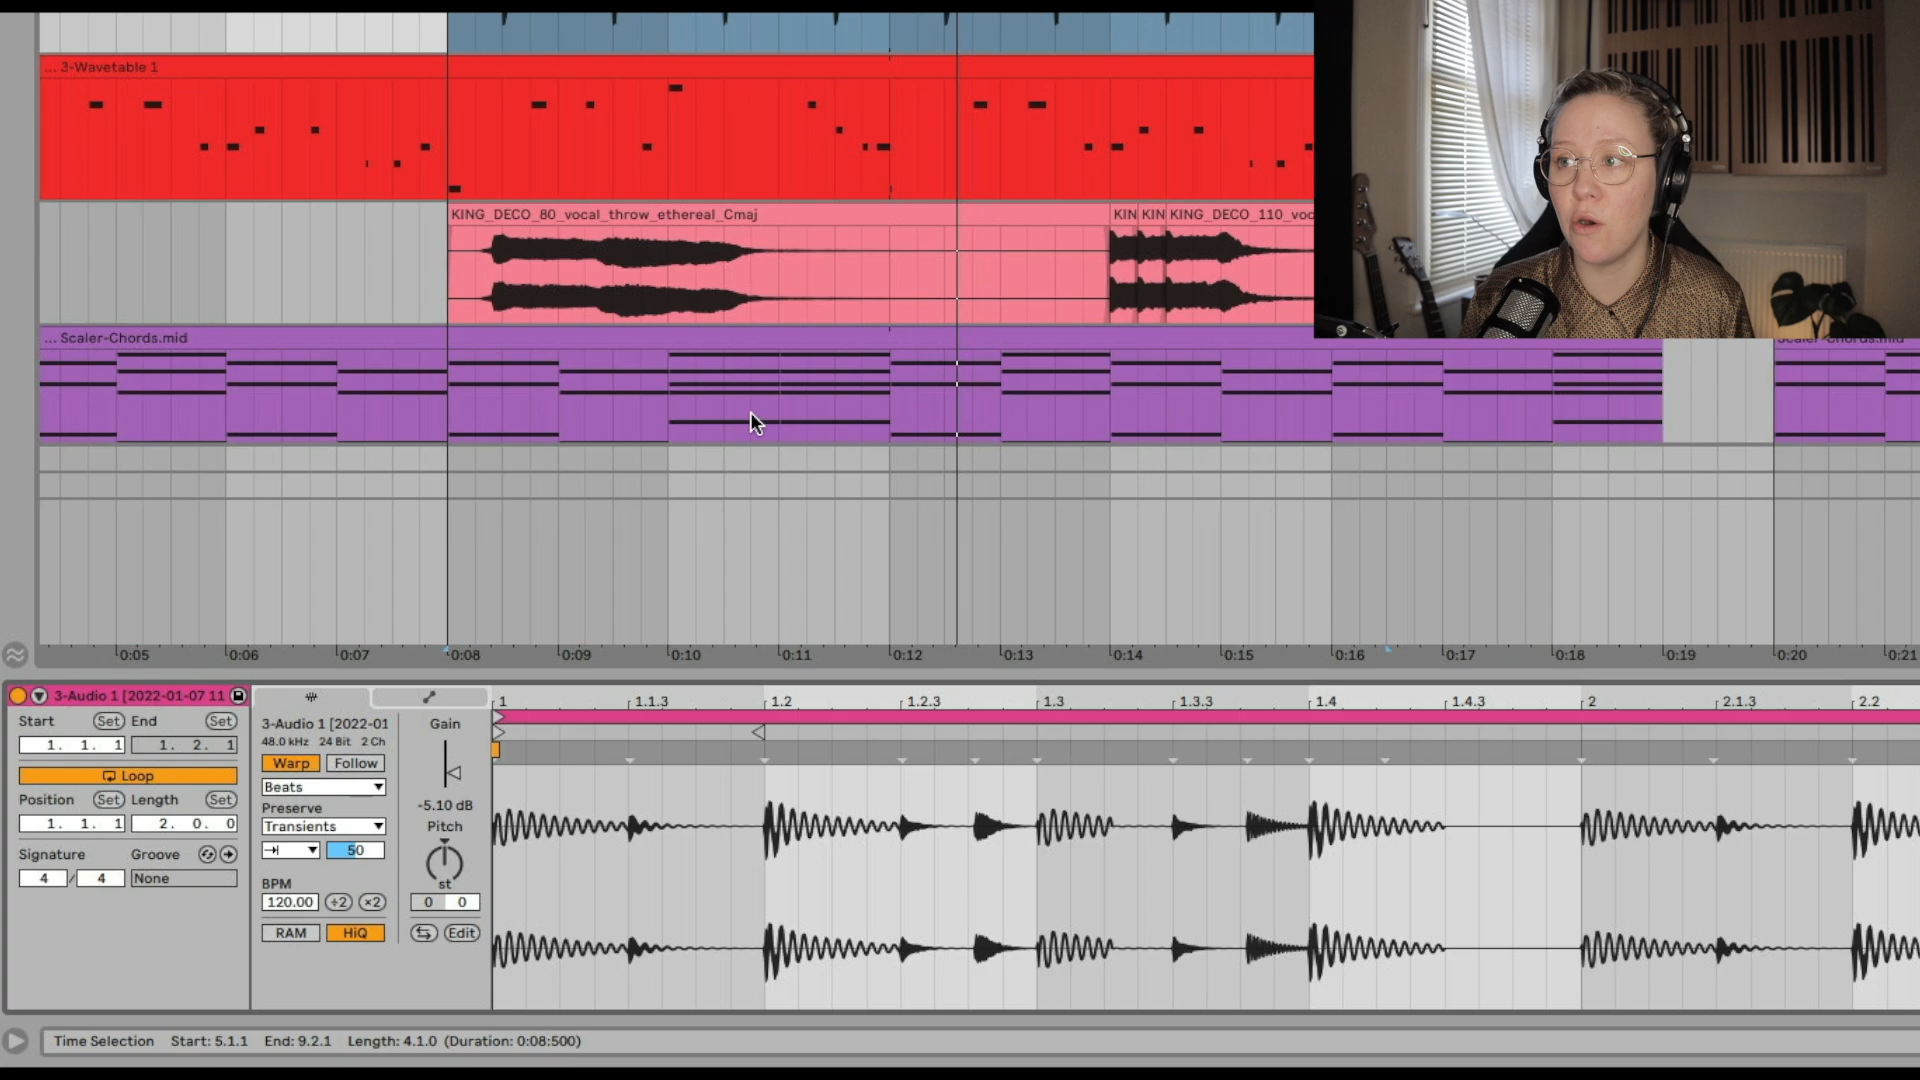 ... 3-Wavetable 1
KING_DECO_80_vocal_throw_ethereal_Cmaj
KIN KIN KING_DECO_110_voc
... Scaler-Chords.mid
Scaler-Chords.mid
0:05 0:06 0:07 0:08 0:09 0:10 0:11 0:12 0:13 0:14 0:15 0:16 0:17 0:18 0:19 0:20 0:21
3-Audio 1 [2022-01-07 11
1 1.1.3 1.2 1.2.3 1.3 1.3.3 1.4 1.4.3 2 2.1.3 2.2
Start Set End Set
1. 1. 1 1. 2. 1
Loop
Position Set Length Set
1. 1. 1 2. 0. 0
Signature Groove
4 / 4 None
3-Audio 1 [2022-01
48.0 kHz 24 Bit 2 Ch
Warp Follow
Beats
Preserve
Transients
50
BPM
120.00 ÷2 ×2
RAM HiQ
Gain
-5.10 dB
Pitch
st
0 0
Edit
Time Selection Start: 5.1.1 End: 9.2.1 Length: 4.1.0 (Duration: 0:08:500)